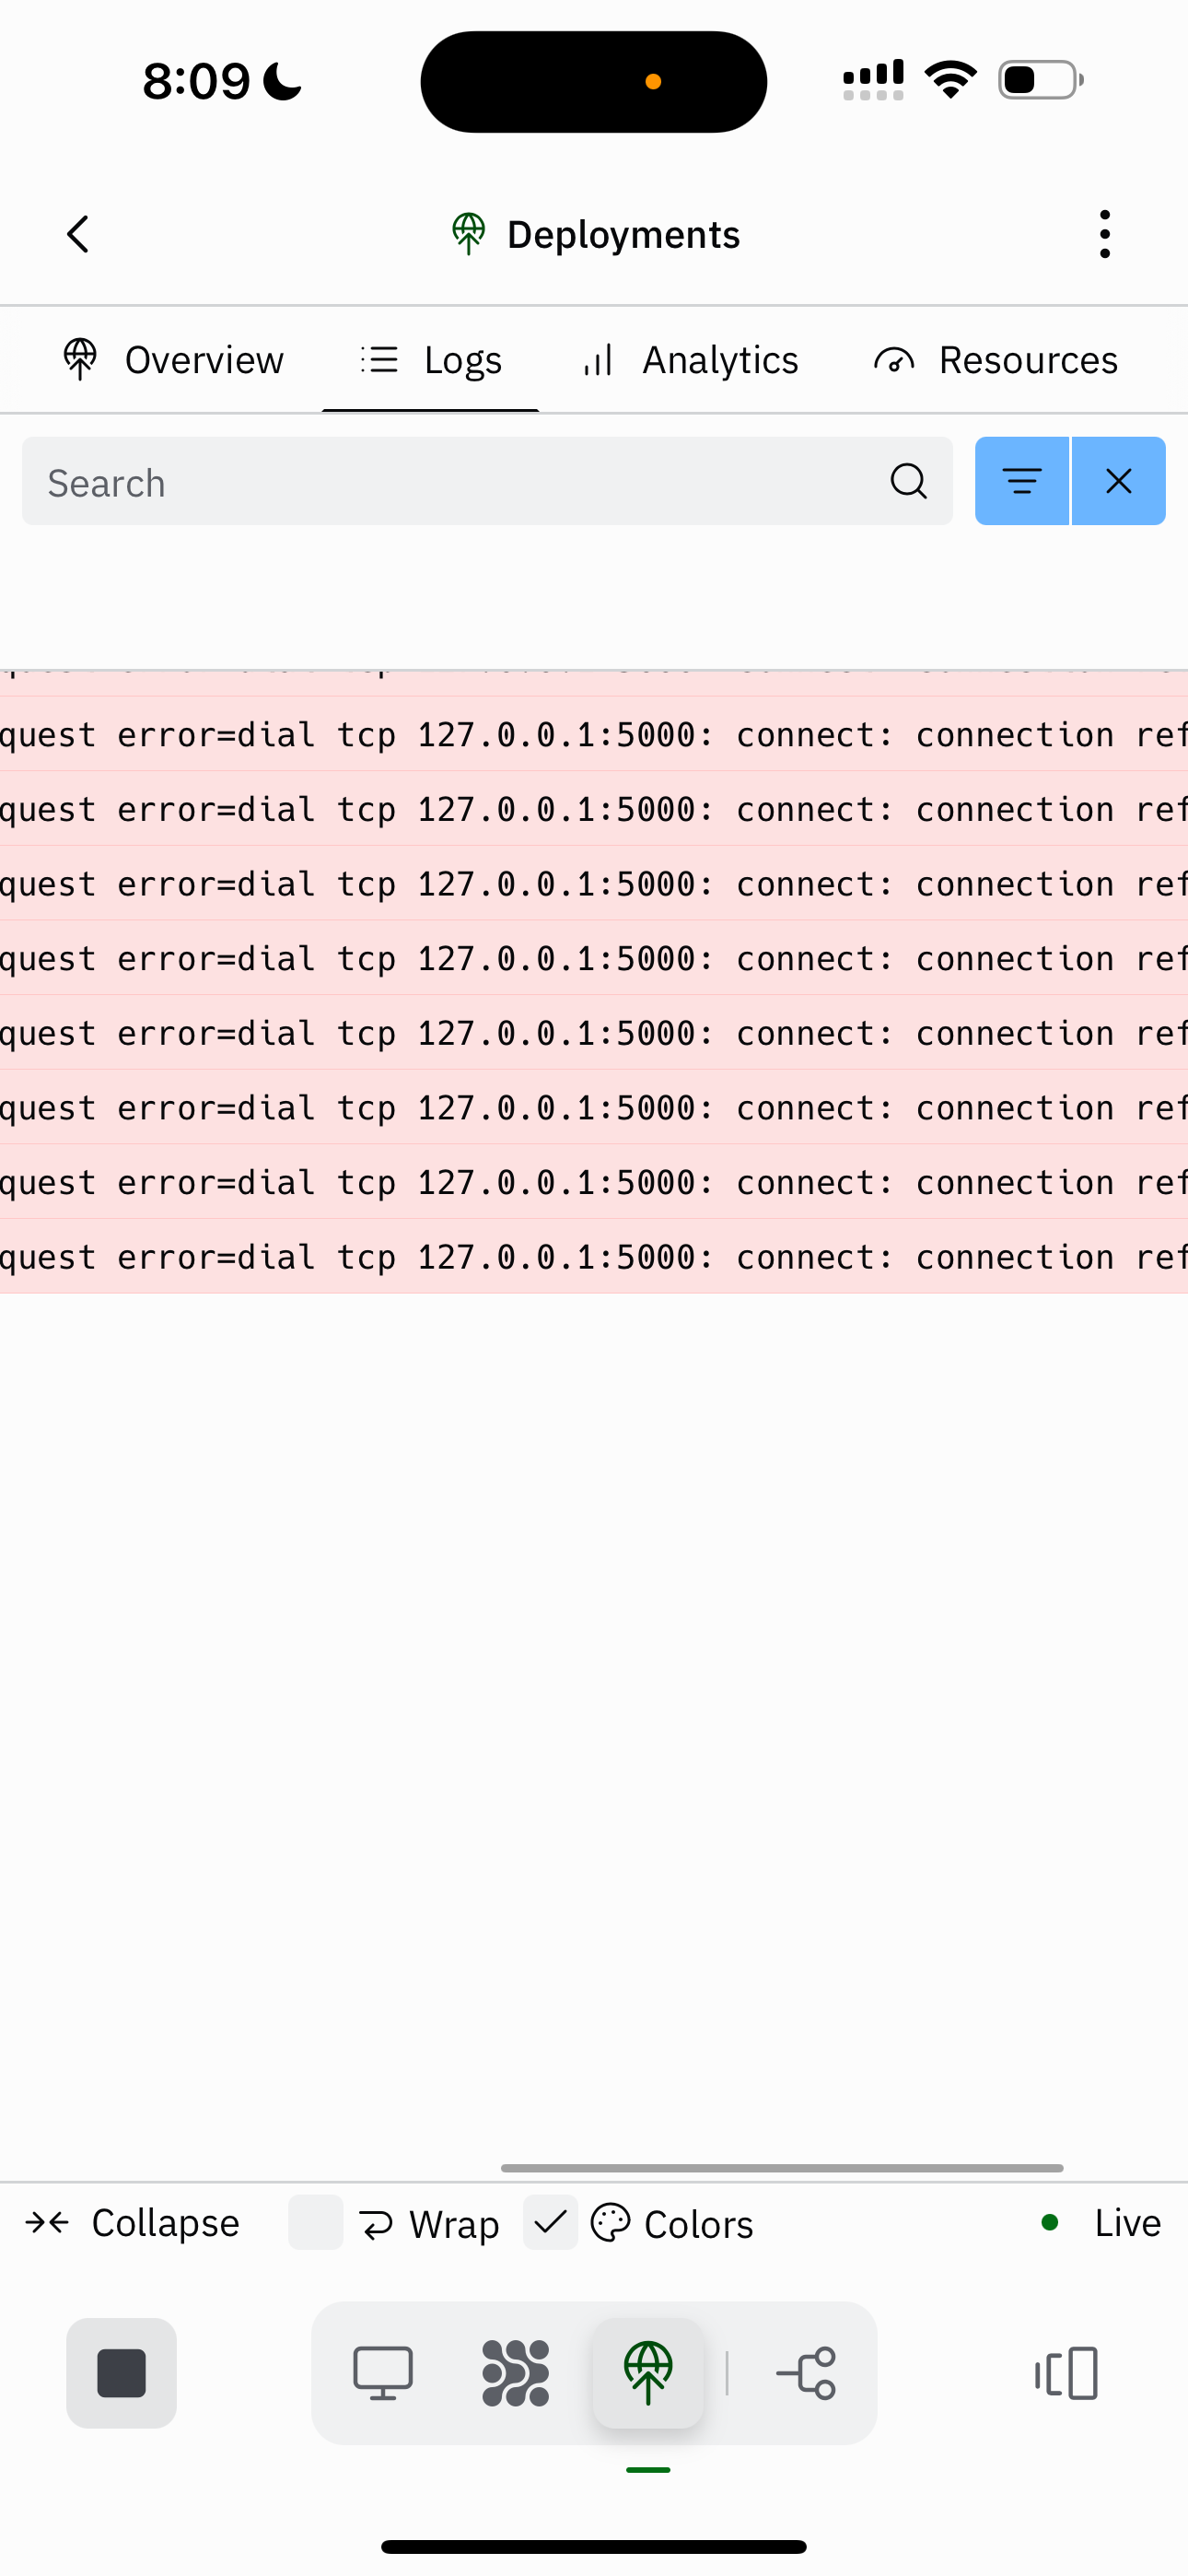 8:09
Deployments
Overview Logs Analytics Resources
Search
quest error=dial tcp 127.0.0.1:5000: connect: connection ref
quest error=dial tcp 127.0.0.1:5000: connect: connection ref
quest error=dial tcp 127.0.0.1:5000: connect: connection ref
quest error=dial tcp 127.0.0.1:5000: connect: connection ref
quest error=dial tcp 127.0.0.1:5000: connect: connection ref
quest error=dial tcp 127.0.0.1:5000: connect: connection ref
quest error=dial tcp 127.0.0.1:5000: connect: connection ref
quest error=dial tcp 127.0.0.1:5000: connect: connection ref
Collapse Wrap Colors Live